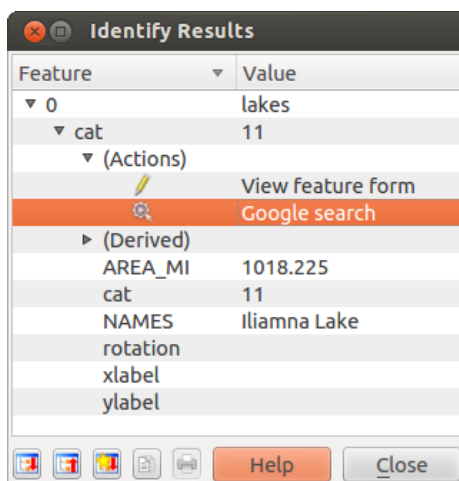 Identify Results
Feature Value
0 lakes
cat 11
(Actions)
View feature form
Google search
(Derived)
AREA_MI 1018.225
cat 11
NAMES Iliamna Lake
rotation
xlabel
ylabel
Help Close